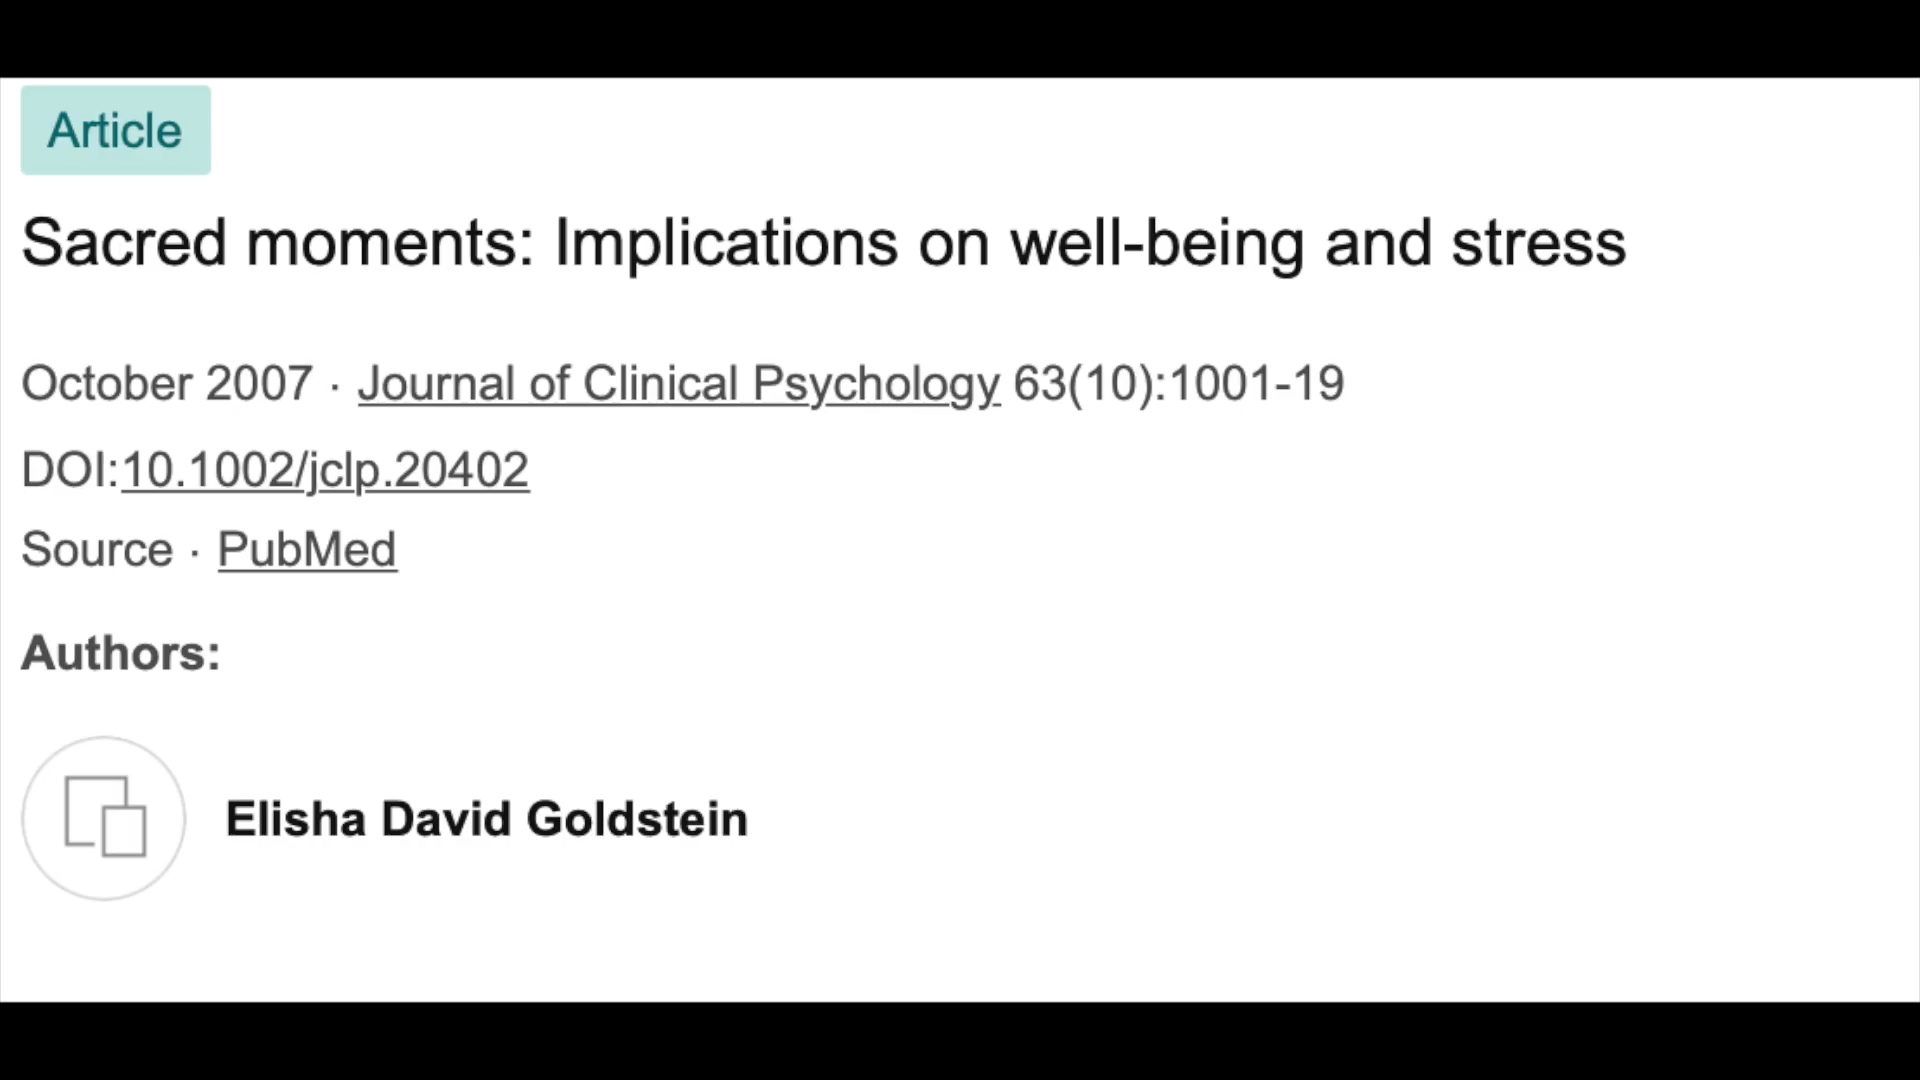 Article
Sacred moments: Implications on well-being and stress
October 2007 · Journal of Clinical Psychology 63(10):1001-19
DOI:10.1002/jclp.20402
Source · PubMed
Authors:
Elisha David Goldstein